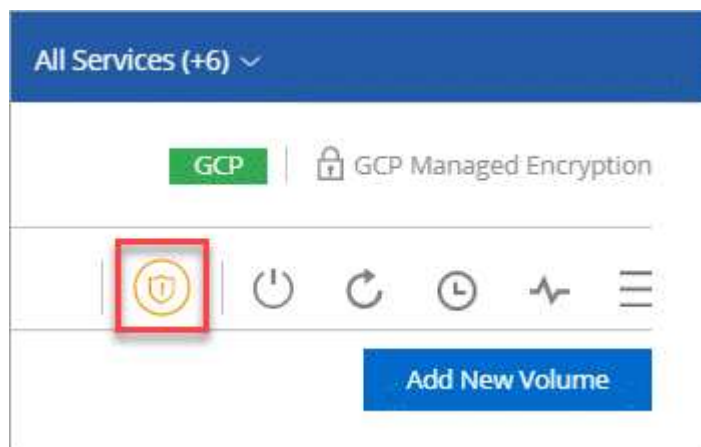 All Services (+6)
GCP
GCP Managed Encryption
Add New Volume